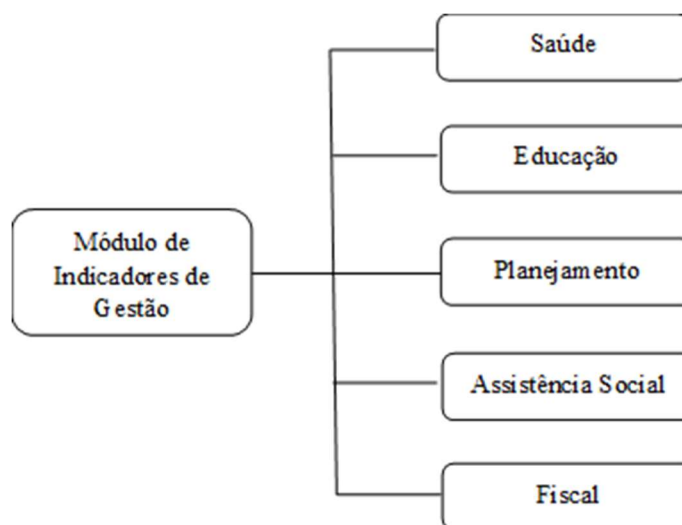 Saúde
Educação
Módulo de
Indicadores de
Gestão
Planejamento
Assistência Social
Fiscal